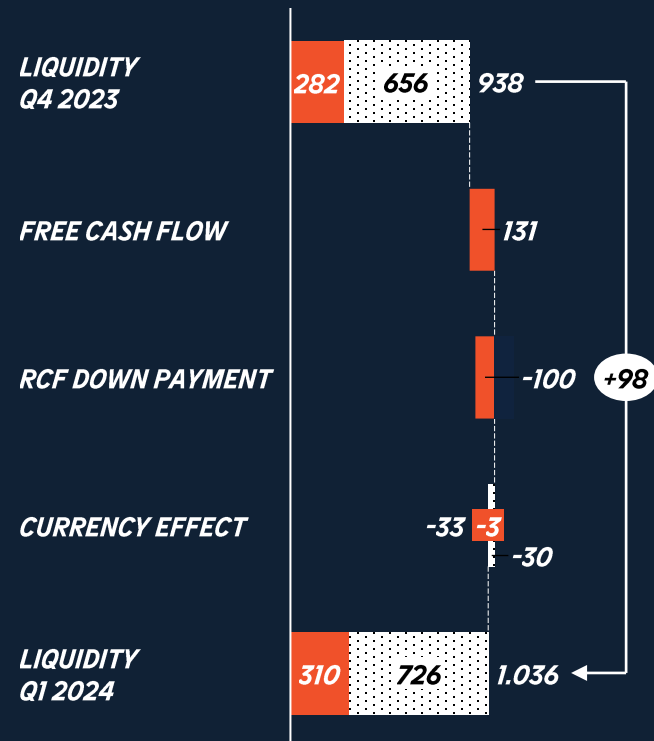 LIQUIDITY
Q4 2023
282
656
938
FREE CASH FLOW
131
RCF DOWN PAYMENT
-100
+98
CURRENCY EFFECT
-33
-3
-30
LIQUIDITY
Q1 2024
310
726
1.036